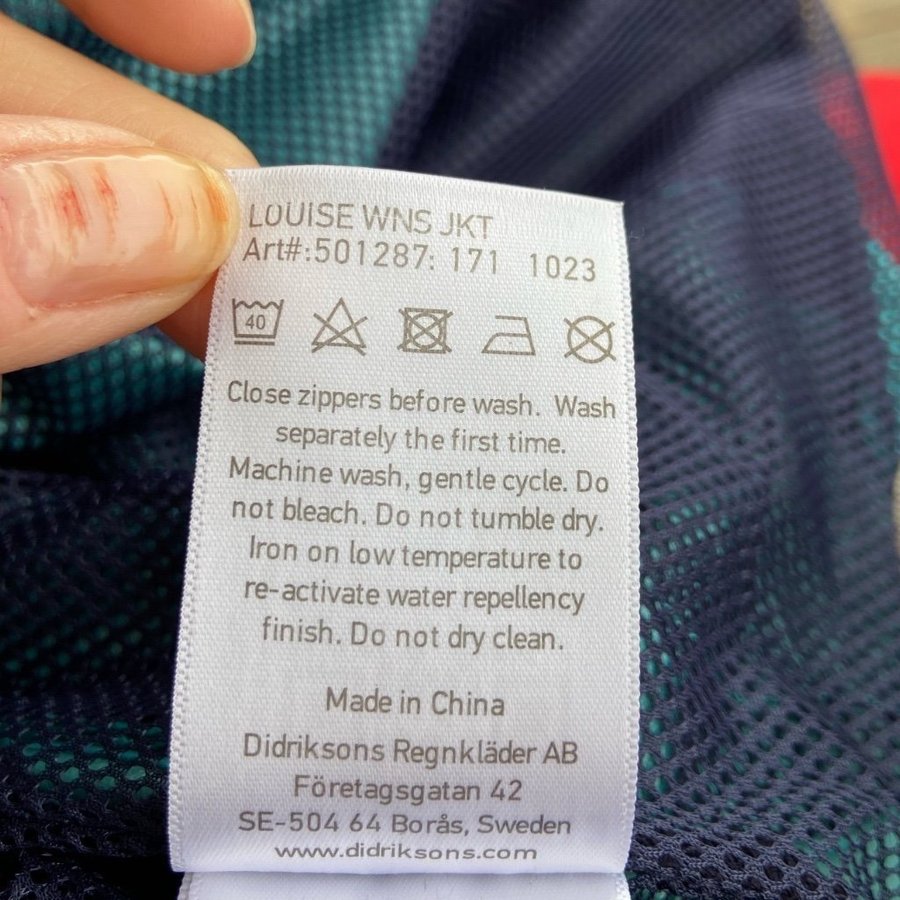 LOUISE WNS JKT
Art#:501287: 171 1023
40
Close zippers before wash. Wash
separately the first time.
Machine wash, gentle cycle. Do
not bleach. Do not tumble dry.
Iron on low temperature to
re-activate water repellency
finish. Do not dry clean.
Made in China
Didriksons Regnkläder AB
Företagsgatan 42
SE-504 64 Borås, Sweden
www.didriksons.com